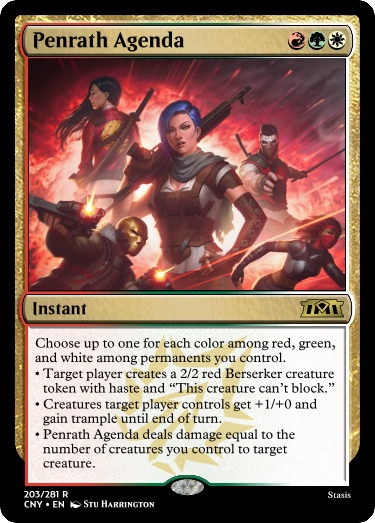 Penrath Agenda
Instant
Choose up to one for each color among red, green,
and white among permanents you control.
• Target player creates a 2/2 red Berserker creature
token with haste and “This creature can’t block.”
• Creatures target player controls get +1/+0 and
gain trample until end of turn.
• Penrath Agenda deals damage equal to the
number of creatures you control to target
creature.
203/281 R
CNY • EN Stu Harrington
Stasis